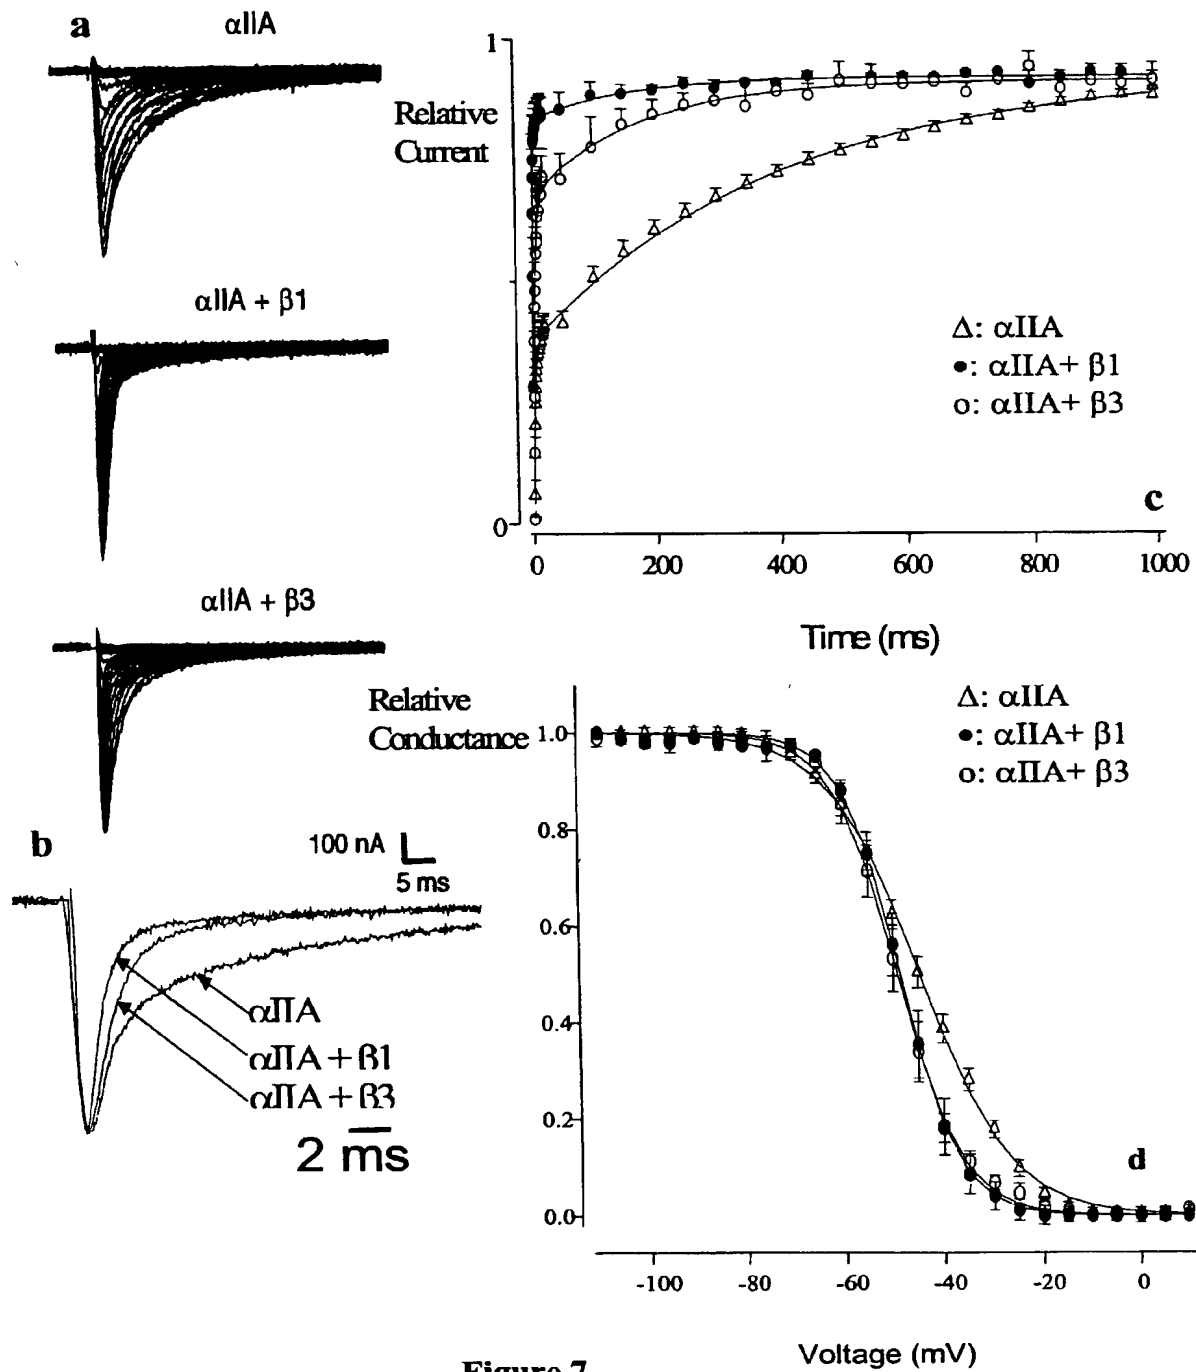 a
αIIA
αIIA + β1
αIIA + β3
100 nA
5 ms
b
αIIA
αIIA + β1
αIIA + β3
2 ms
1
Relative
Current
0
Δ: αIIA
●: αIIA+ β1
o: αIIA+ β3
c
0 200 400 600 800 1000
Time (ms)
Relative
Conductance
Δ: αIIA
●: αIIA+ β1
o: αIIA+ β3
1.0
0.8
0.6
0.4
0.2
0.0
d
-100 -80 -60 -40 -20 0
Voltage (mV)
Figure 7